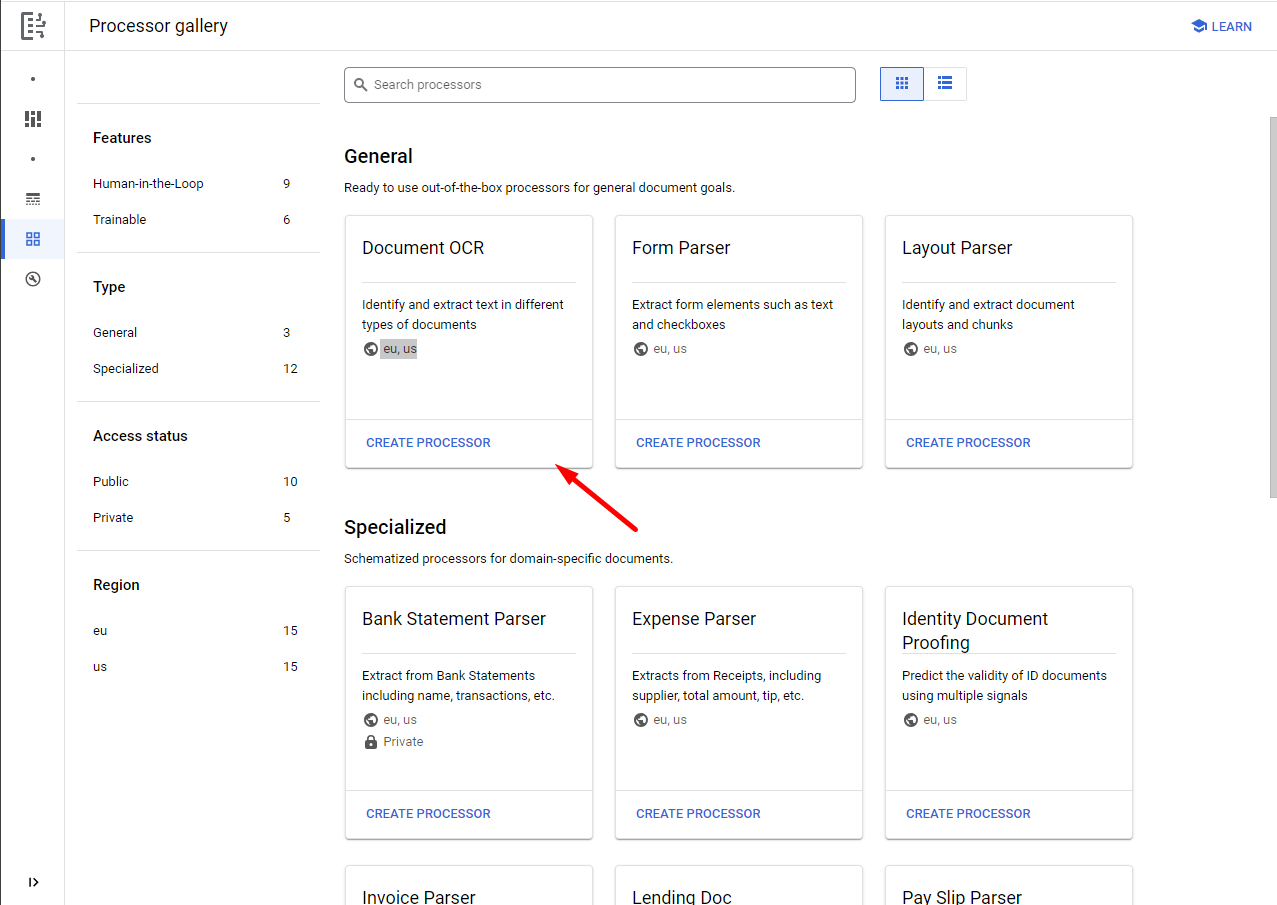 Processor gallery
LEARN
Search processors
Features
Human-in-the-Loop 9
Trainable 6
Type
General 3
Specialized 12
Access status
Public 10
Private 5
Region
eu 15
us 15
General
Ready to use out-of-the-box processors for general document goals.
Document OCR
Identify and extract text in different
types of documents
eu, us
CREATE PROCESSOR
Form Parser
Extract form elements such as text
and checkboxes
eu, us
CREATE PROCESSOR
Layout Parser
Identify and extract document
layouts and chunks
eu, us
CREATE PROCESSOR
Specialized
Schematized processors for domain-specific documents.
Bank Statement Parser
Extract from Bank Statements
including name, transactions, etc.
eu, us
Private
CREATE PROCESSOR
Expense Parser
Extracts from Receipts, including
supplier, total amount, tip, etc.
eu, us
CREATE PROCESSOR
Identity Document
Proofing
Predict the validity of ID documents
using multiple signals
eu, us
CREATE PROCESSOR
Invoice Parser
Lending Doc
Pay Slip Parser